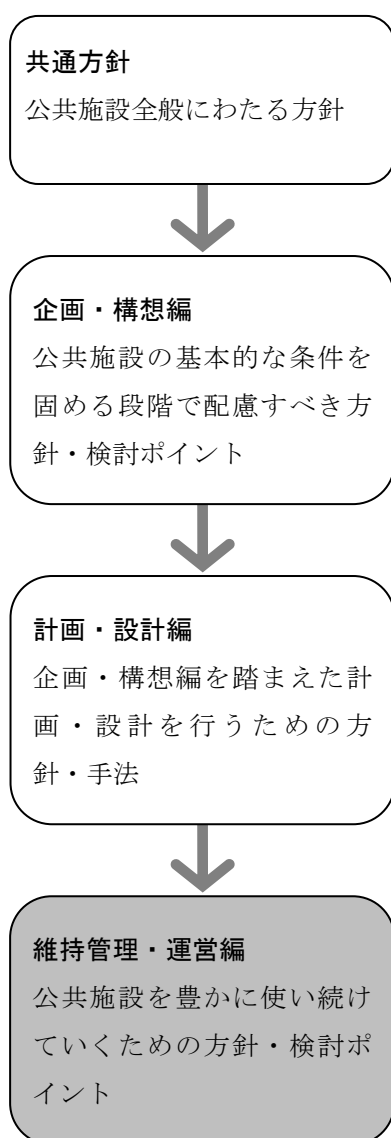 共通方針
公共施設全般にわたる方針
企画・構想編
公共施設の基本的な条件を
固める段階で配慮すべき方
針・検討ポイント
計画・設計編
企画・構想編を踏まえた計
画・設計を行うための方
針・手法
維持管理・運営編
公共施設を豊かに使い続け
ていくための方針・検討ポ
イント